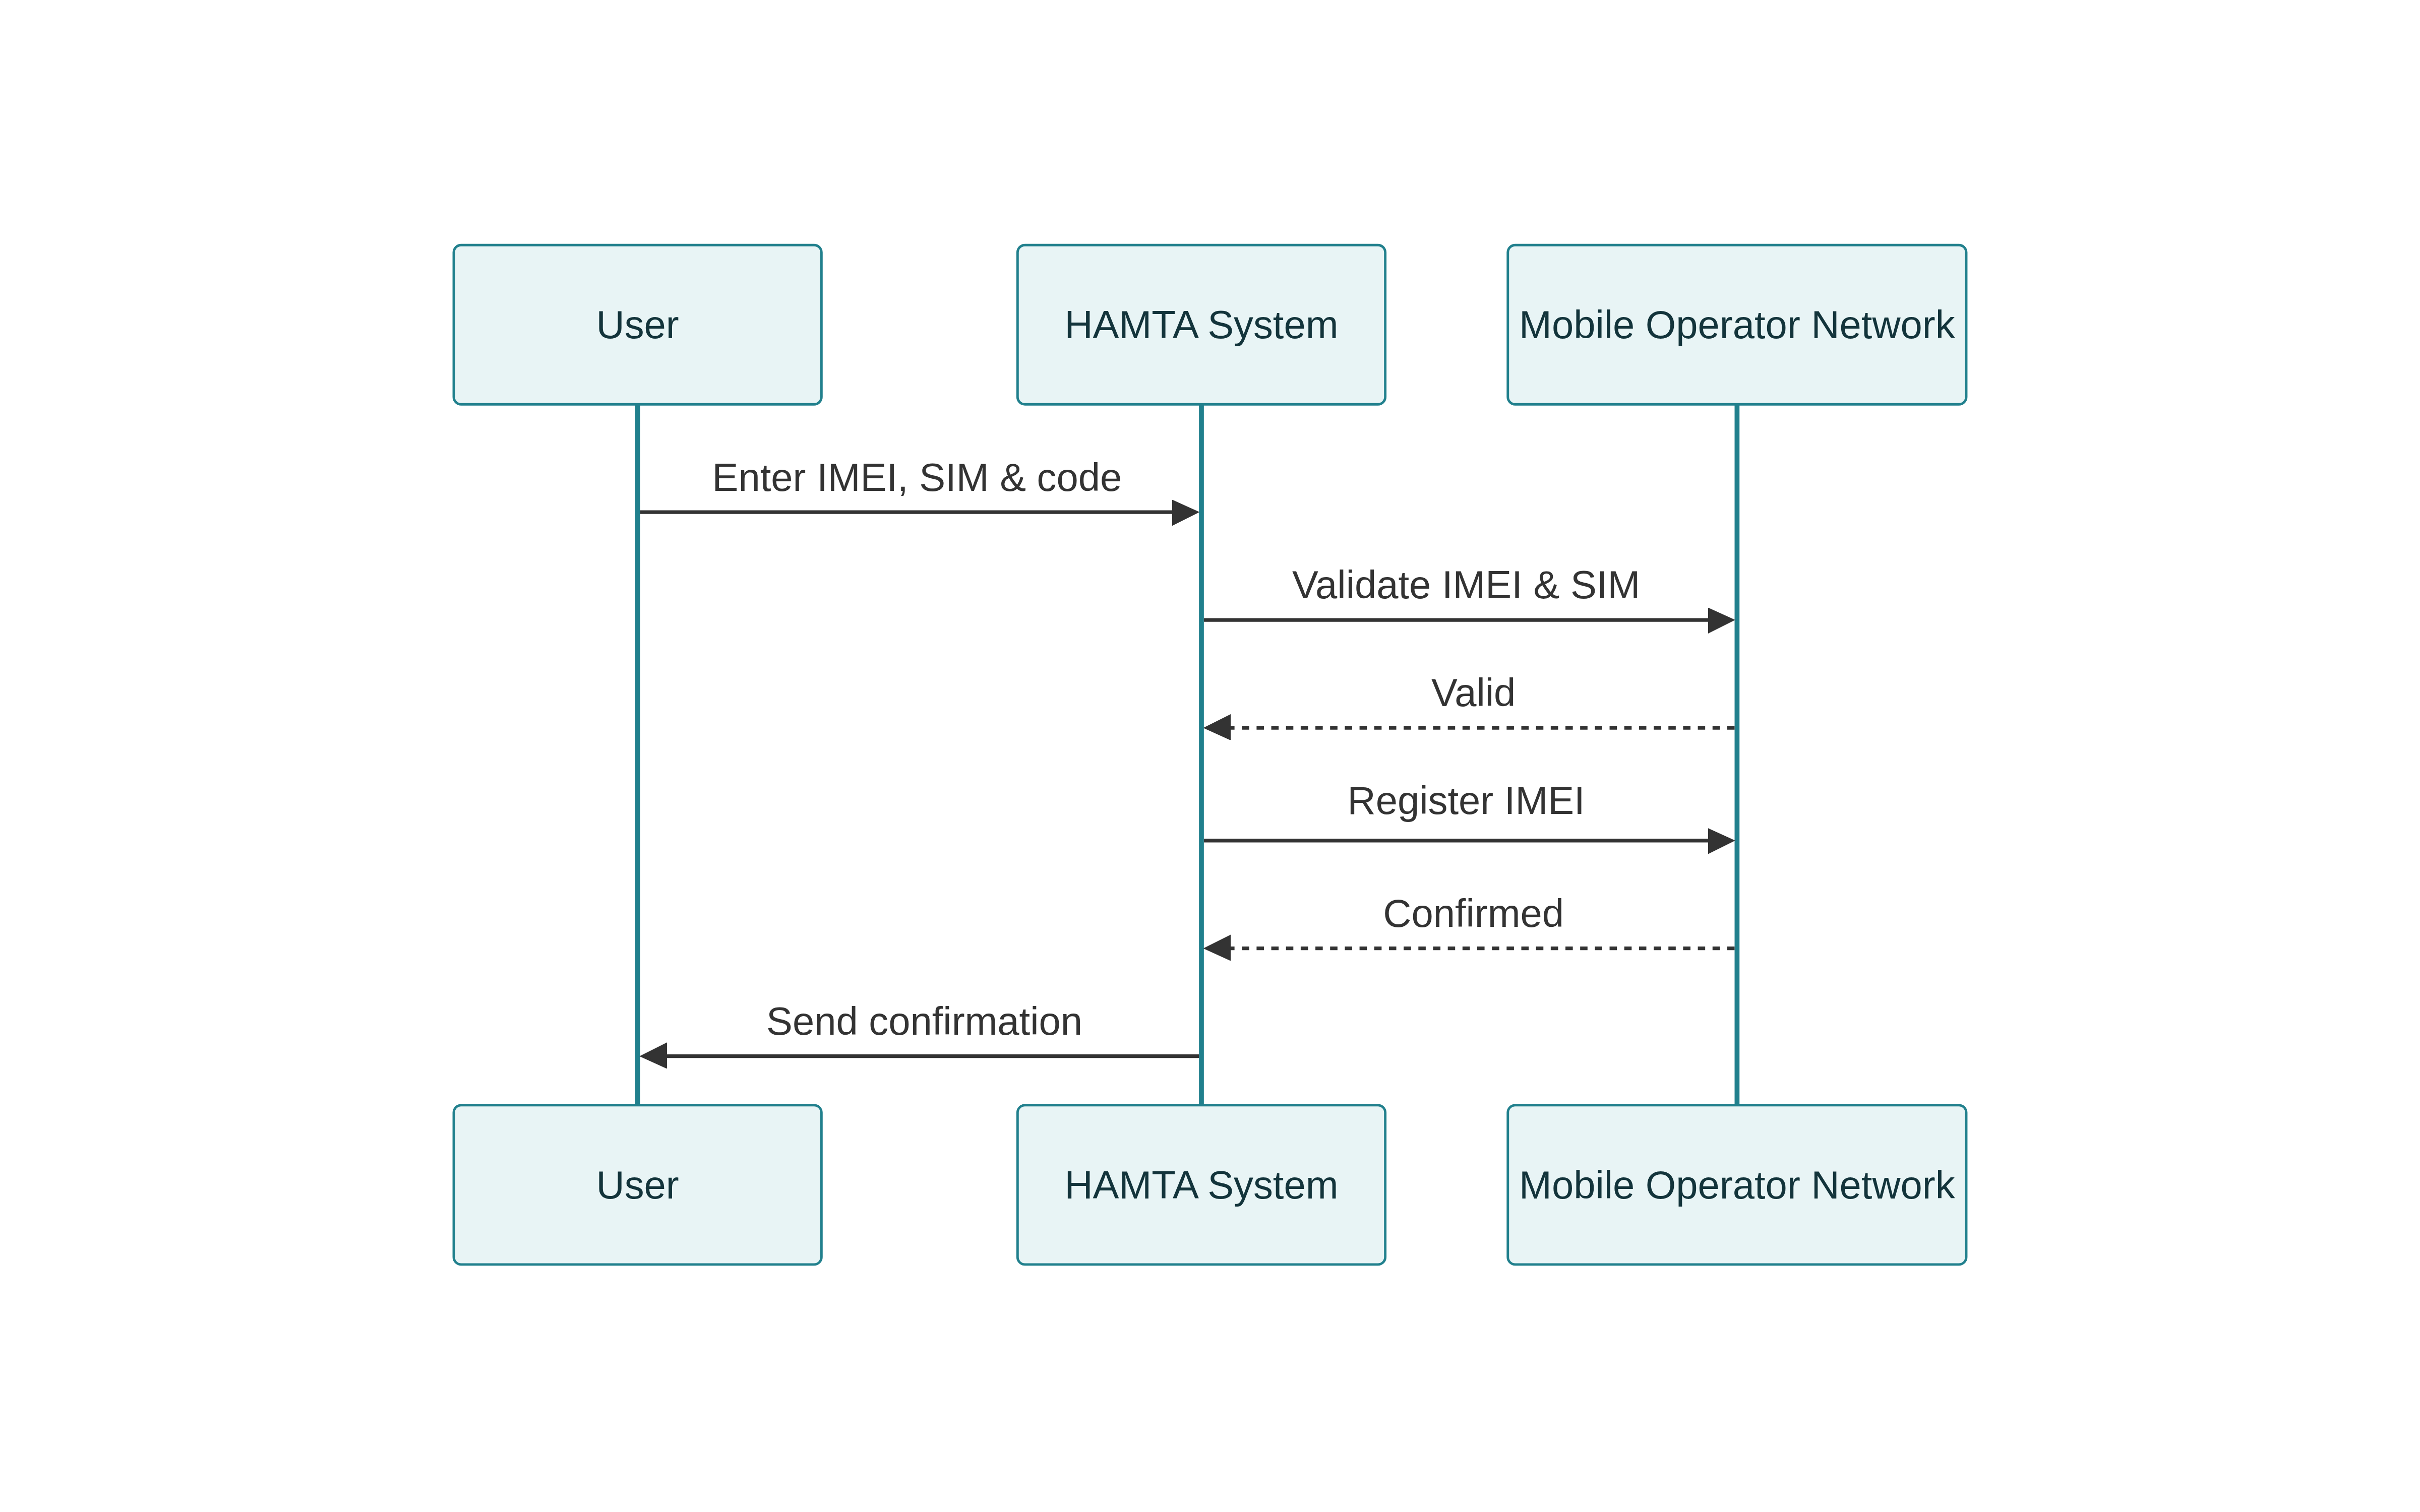 User
HAMTA System
Mobile Operator Network
Enter IMEI, SIM & code
Validate IMEI & SIM
Valid
Register IMEI
Confirmed
Send confirmation
User
HAMTA System
Mobile Operator Network